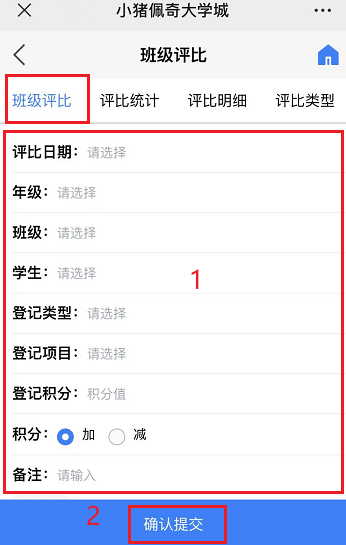 小猪佩奇大学城
班级评比
班级评比 评比统计 评比明细 评比类型
评比日期：请选择
年级：请选择
班级：请选择
学生：请选择
1
登记类型：请选择
登记项目：请选择
登记积分：积分值
积分： 加 减
备注：请输入
2 确认提交